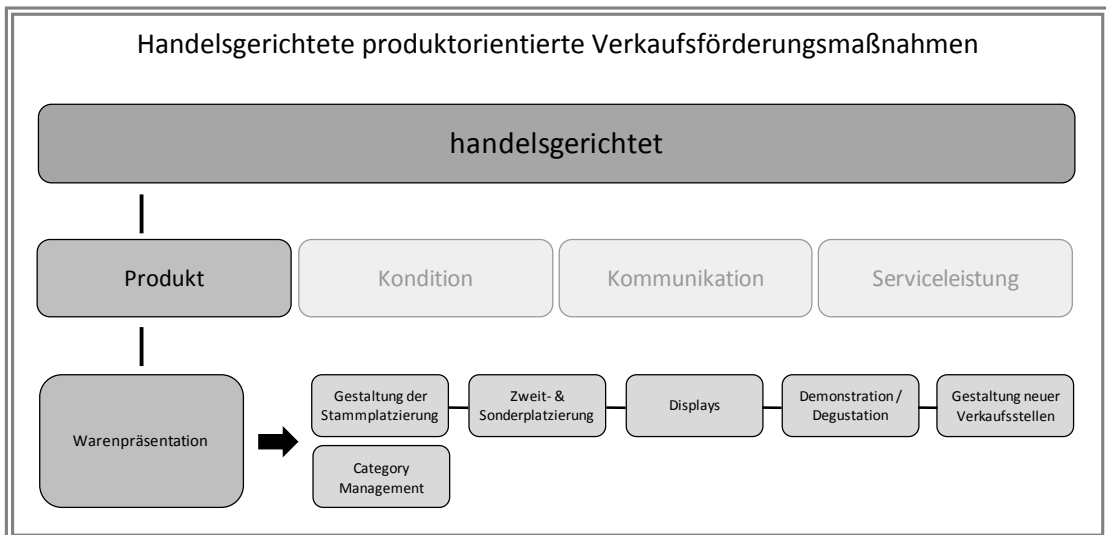 Handelsgerichtete produktorientierte Verkaufsförderungsmaßnahmen
handelsgerichtet
Produkt
Kondition
Kommunikation
Serviceleistung
Warenpräsentation
Gestaltung der
Stammplatzierung
Zweit- &
Sonderplatzierung
Displays
Demonstration /
Degustation
Gestaltung neuer
Verkaufsstellen
Category
Management